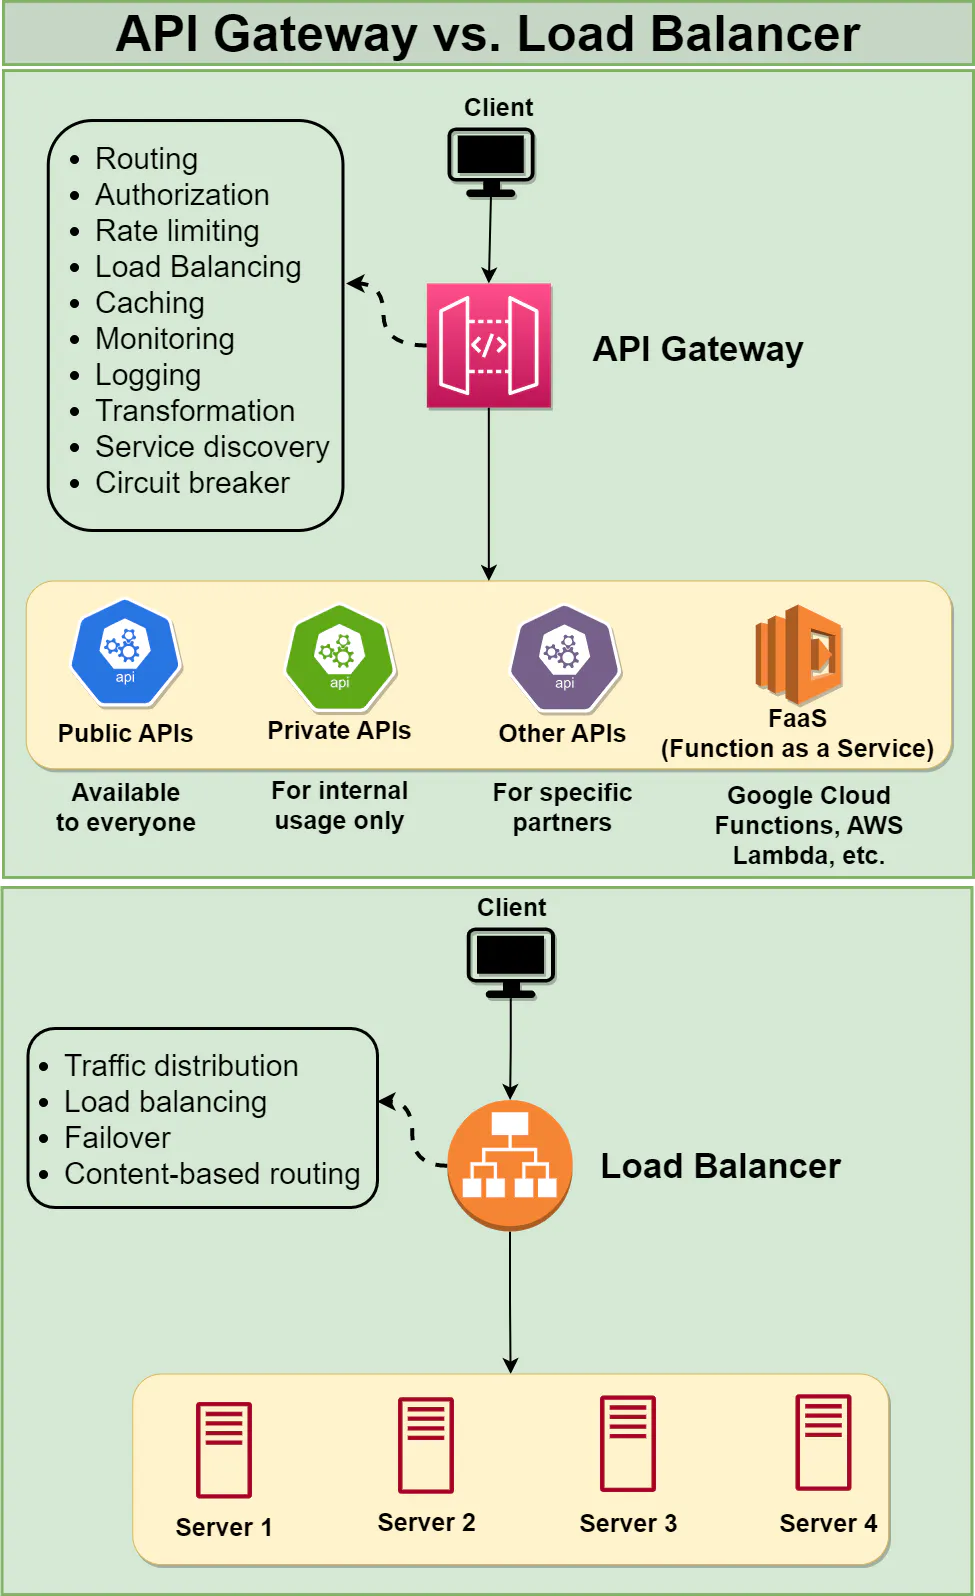 API Gateway vs. Load Balancer
Client
• Routing
• Authorization
• Rate limiting
• Load Balancing
• Caching
• Monitoring
• Logging
• Transformation
• Service discovery
• Circuit breaker
</>
API Gateway
api
Public APIs
api
Private APIs
api
Other APIs
FaaS
(Function as a Service)
Available
to everyone
For internal
usage only
For specific
partners
Google Cloud
Functions, AWS
Lambda, etc.
Client
• Traffic distribution
• Load balancing
• Failover
• Content-based routing
Load Balancer
Server 1
Server 2
Server 3
Server 4